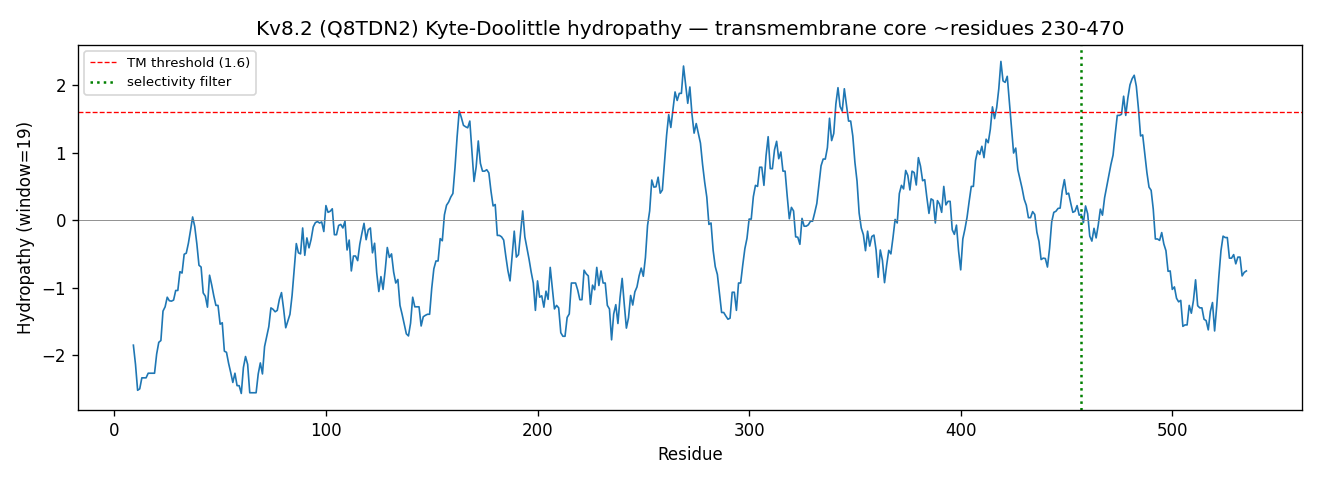 Kv8.2 (Q8TDN2) Kyte-Doolittle hydropathy — transmembrane core ~residues 230-470
TM threshold (1.6)
selectivity filter
Hydropathy (window=19)
2
1
0
−1
−2
0 100 200 300 400 500
Residue